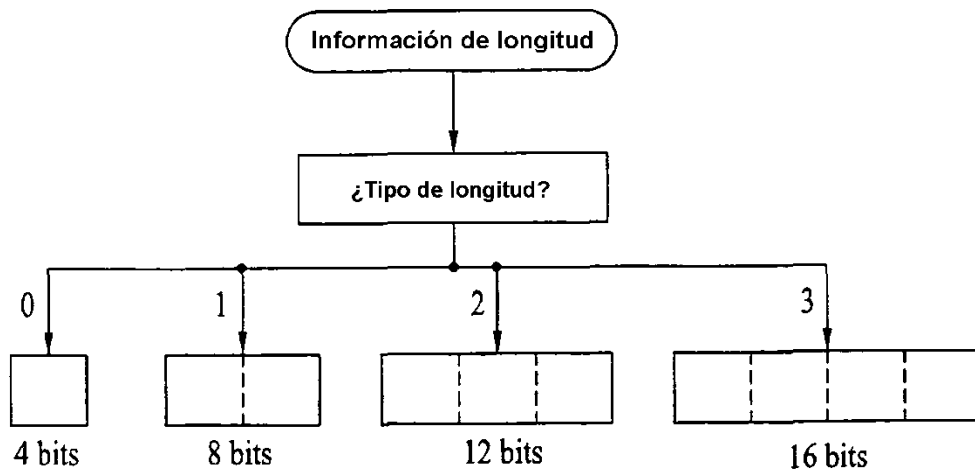 Información de longitud
¿Tipo de longitud?
0
1
2
3
4 bits
8 bits
12 bits
16 bits